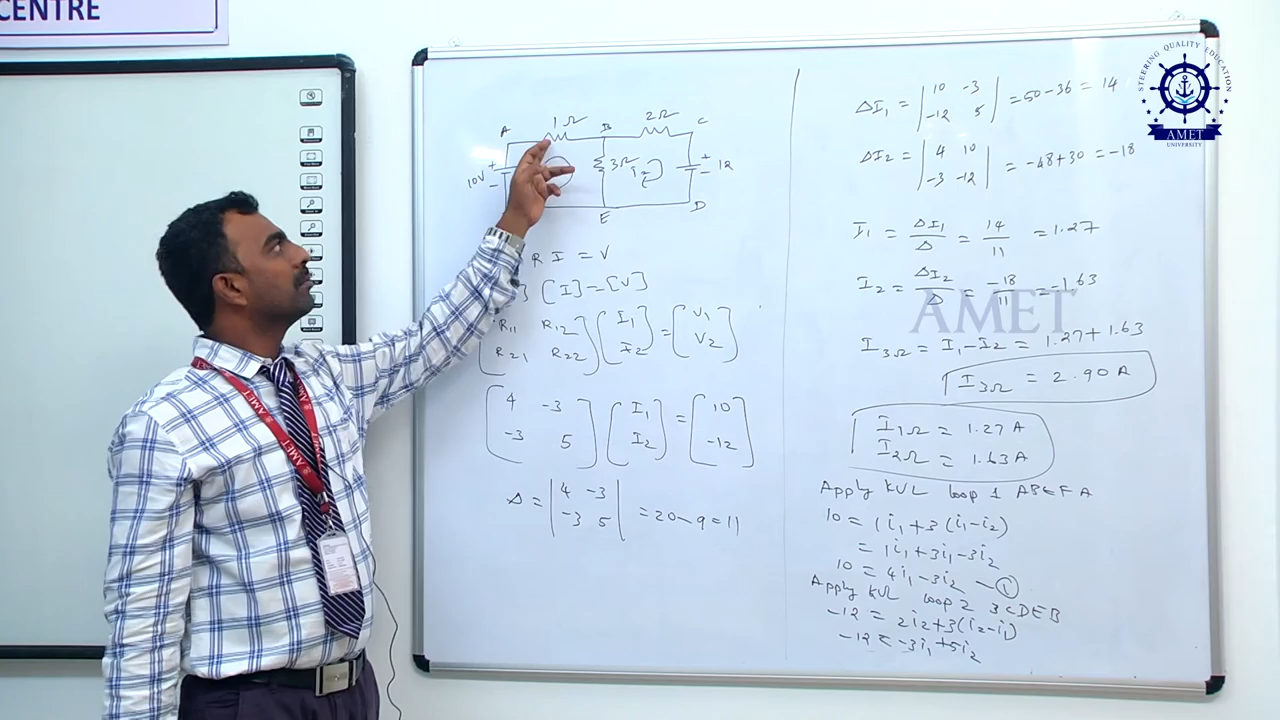 CENTRE
STEERING QUALITY EDUCATION
AMET
UNIVERSITY
1Ω
2Ω
A
B
C
10V
+
-
3Ω
I2
+
-
12
E
D
R I = V
[I] = [V]
R11 R12
R21 R22
I1
I2
=
V1
V2
4 -3
-3 5
I1
I2
=
10
-12
Δ = | 4 -3 | = 20-9 = 11
| -3 5 |
ΔI1 = | 10 -3 | = 50-36 = 14
| -12 5 |
ΔI2 = | 4 10 | = -48+30 = -18
| -3 -12 |
I1 = ΔI1/Δ = 14/11 = 1.27
I2 = ΔI2/Δ = -18/11 = -1.63
AMET
I3Ω = I1-I2 = 1.27+1.63
I3Ω = 2.90 A
I1Ω = 1.27 A
I2Ω = 1.63 A
Apply KVL loop 1 ABEFA
10 = 1i1+3(i1-i2)
= 1i1+3i1-3i2
10 = 4i1-3i2 - 1
Apply KVL loop 2 BCDEB
-12 = 2i2+3(i2-i1)
-12 = -3i1+5i2
AMET
AMET